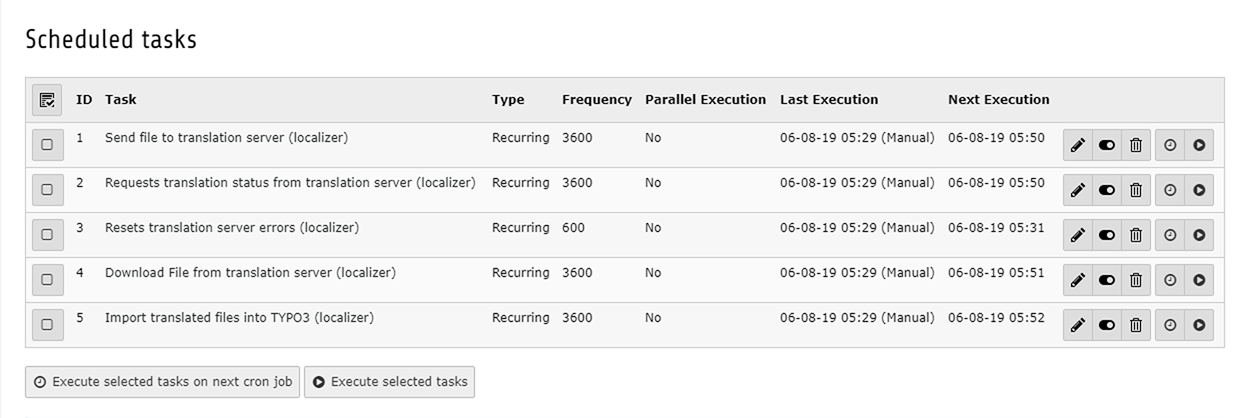 Scheduled tasks
ID Task Type Frequency Parallel Execution Last Execution Next Execution
1 Send file to translation server (localizer) Recurring 3600 No 06-08-19 05:29 (Manual) 06-08-19 05:50
2 Requests translation status from translation server (localizer) Recurring 3600 No 06-08-19 05:29 (Manual) 06-08-19 05:50
3 Resets translation server errors (localizer) Recurring 600 No 06-08-19 05:29 (Manual) 06-08-19 05:31
4 Download File from translation server (localizer) Recurring 3600 No 06-08-19 05:29 (Manual) 06-08-19 05:51
5 Import translated files into TYPO3 (localizer) Recurring 3600 No 06-08-19 05:29 (Manual) 06-08-19 05:52
Execute selected tasks on next cron job Execute selected tasks